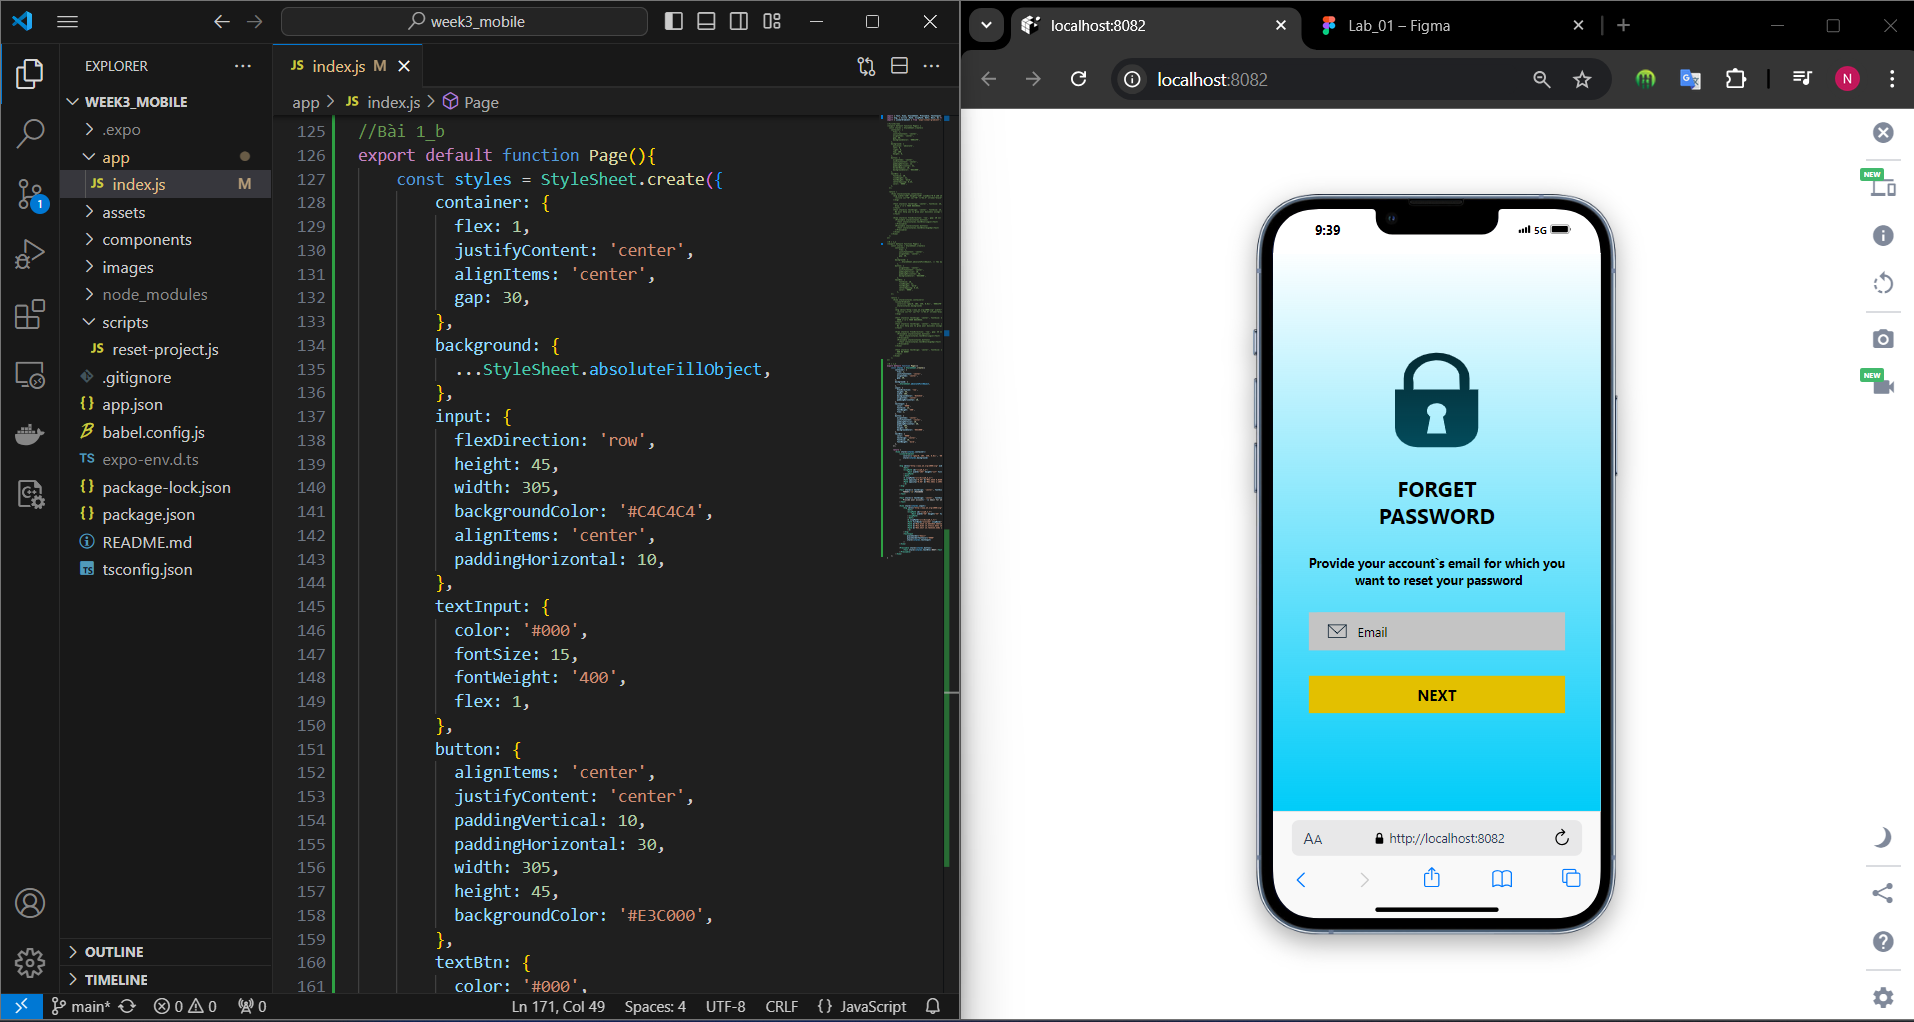 week3_mobile
EXPLORER
WEEK3_MOBILE
.expo
app
JS index.js M
assets
components
images
node_modules
scripts
JS reset-project.js
.gitignore
{} app.json
babel.config.js
TS expo-env.d.ts
{} package-lock.json
{} package.json
README.md
TS tsconfig.json
OUTLINE
TIMELINE
1
JS index.js M
app > JS index.js > Page
125 //Bài 1_b
126 export default function Page(){
127 const styles = StyleSheet.create({
128 container: {
129 flex: 1,
130 justifyContent: 'center',
131 alignItems: 'center',
132 gap: 30,
133 },
134 background: {
135 ...StyleSheet.absoluteFillObject,
136 },
137 input: {
138 flexDirection: 'row',
139 height: 45,
140 width: 305,
141 backgroundColor: '#C4C4C4',
142 alignItems: 'center',
143 paddingHorizontal: 10,
144 },
145 textInput: {
146 color: '#000',
147 fontSize: 15,
148 fontWeight: '400',
149 flex: 1,
150 },
151 button: {
152 alignItems: 'center',
153 justifyContent: 'center',
154 paddingVertical: 10,
155 paddingHorizontal: 30,
156 width: 305,
157 height: 45,
158 backgroundColor: '#E3C000',
159 },
160 textBtn: {
161 color: '#000',
main* 0 0 0
Ln 171, Col 49 Spaces: 4 UTF-8 CRLF {} JavaScript
localhost:8082
Lab_01 – Figma
localhost:8082
N
NEW
NEW
9:39
5G
FORGET
PASSWORD
Provide your account`s email for which you
want to reset your password
Email
NEXT
AA http://localhost:8082